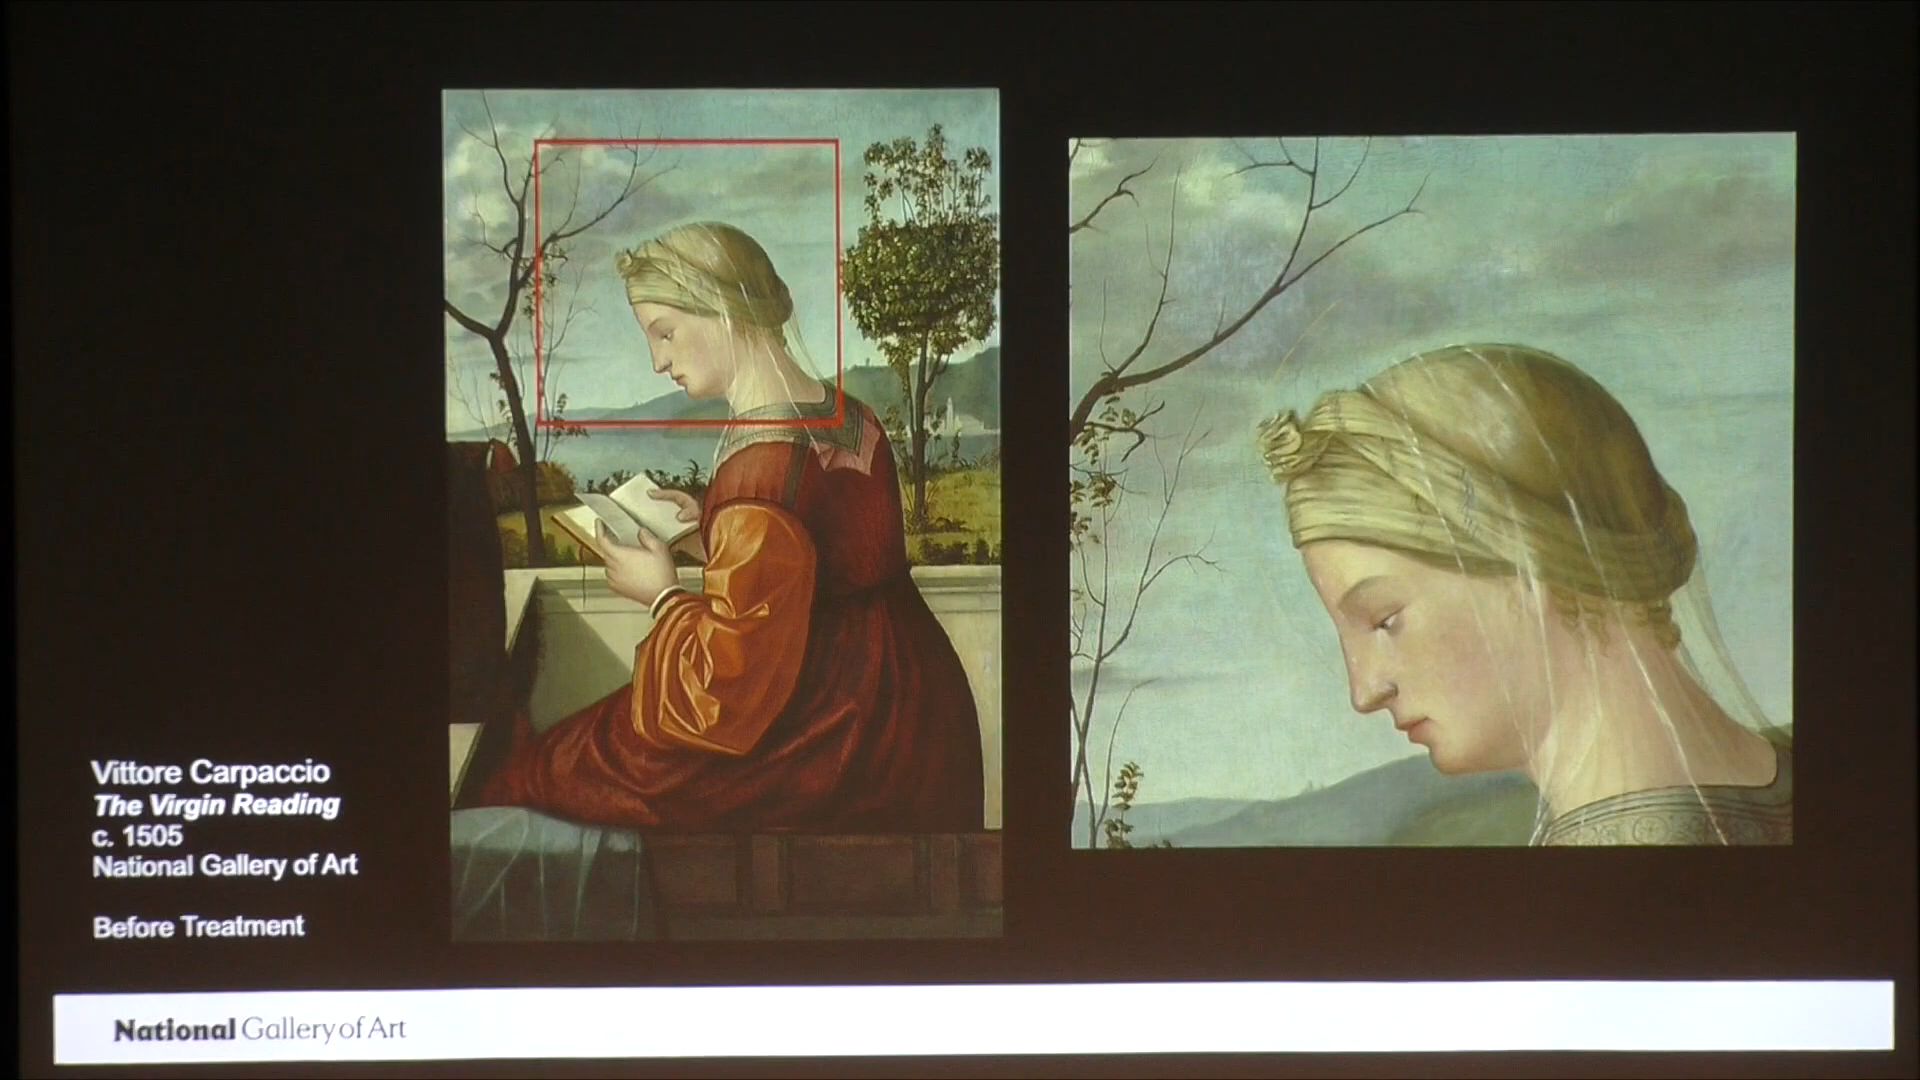 Vittore Carpaccio
The Virgin Reading
c. 1505
National Gallery of Art
Before Treatment
National Gallery of Art